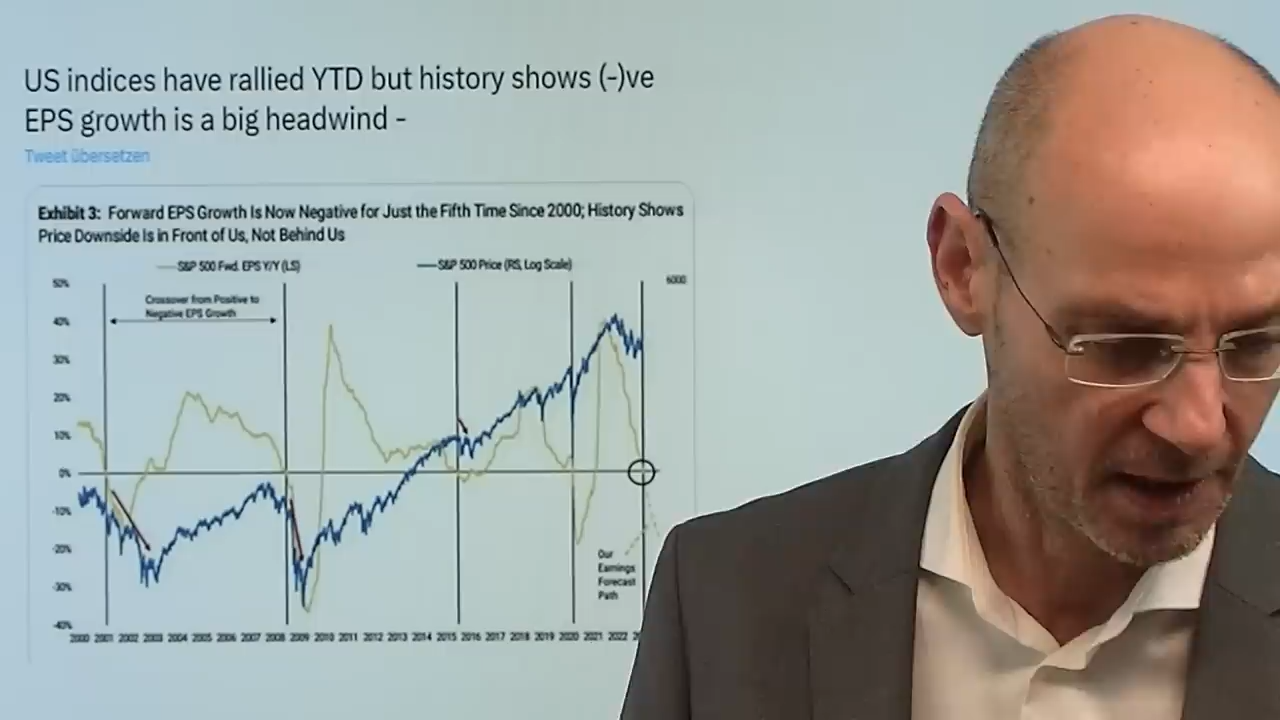 US indices have rallied YTD but history shows (-)ve
EPS growth is a big headwind -
Tweet übersetzen
Exhibit 3: Forward EPS Growth Is Now Negative for Just the Fifth Time Since 2000; History Shows
Price Downside Is in Front of Us, Not Behind Us
S&P 500 Fwd. EPS Y/Y (LS)
S&P 500 Price (RS, Log Scale)
50%
6000
Crossover from Positive to
Negative EPS Growth
40%
30%
20%
10%
0%
-10%
-20%
-30%
-40%
Our
Earnings
Forecast
Path
2000 2001 2002 2003 2004 2005 2006 2007 2008 2009 2010 2011 2012 2013 2014 2015 2016 2017 2018 2019 2020 2021 2022